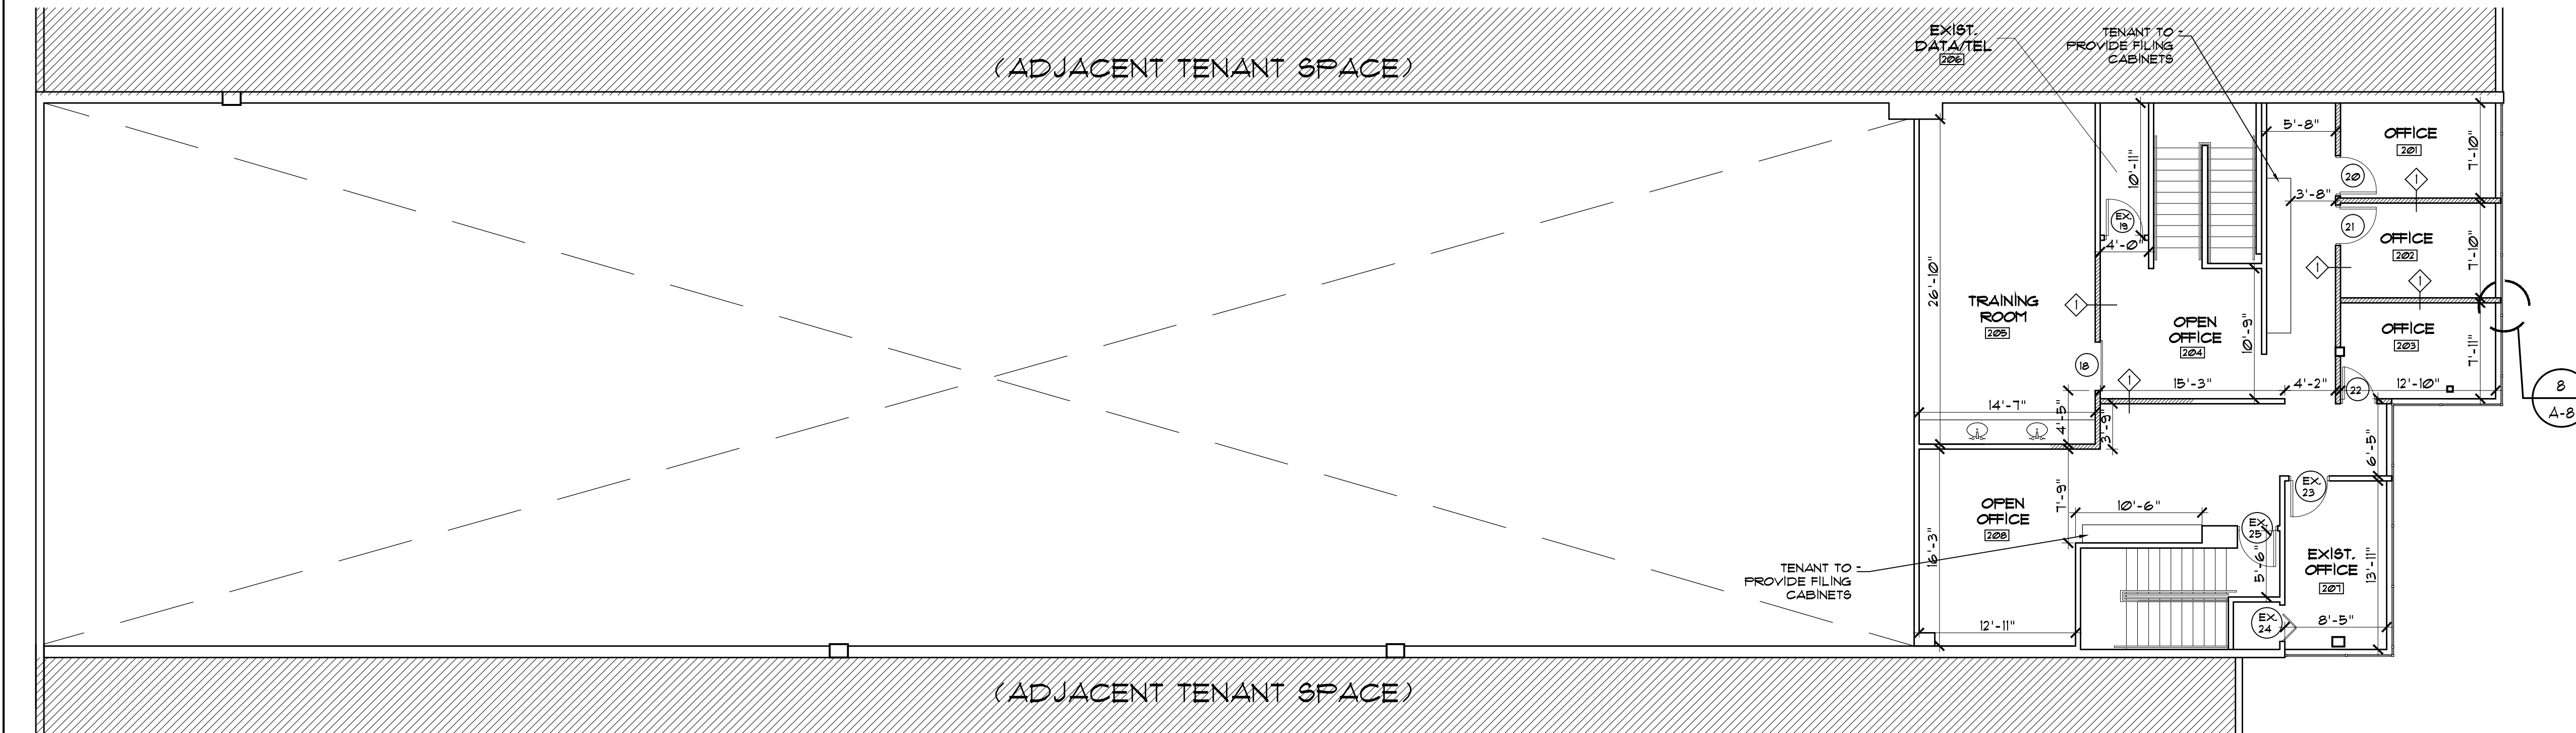 (ADJACENT TENANT SPACE)
EXIST.
DATA/TEL
206
TENANT TO -
PROVIDE FILING
CABINETS
5'-8"
OFFICE
201
7'-10"
10'-11"
20
1
3'-8"
EX.
19
4'-0"
21
OFFICE
202
7'-10"
1
1
26'-10"
TRAINING
ROOM
205
1
OPEN
OFFICE
204
10'-9"
OFFICE
203
7'-11"
18
1
15'-3"
4'-2"
22
12'-10"
8
A-8
14'-7"
4'-5"
3'-9"
6'-5"
EX.
23
7'-9"
10'-6"
OPEN
OFFICE
208
16'-3"
EX.
25
5'-6"
EXIST.
OFFICE
207
13'-11"
TENANT TO -
PROVIDE FILING
CABINETS
12'-11"
EX.
24
8'-5"
(ADJACENT TENANT SPACE)